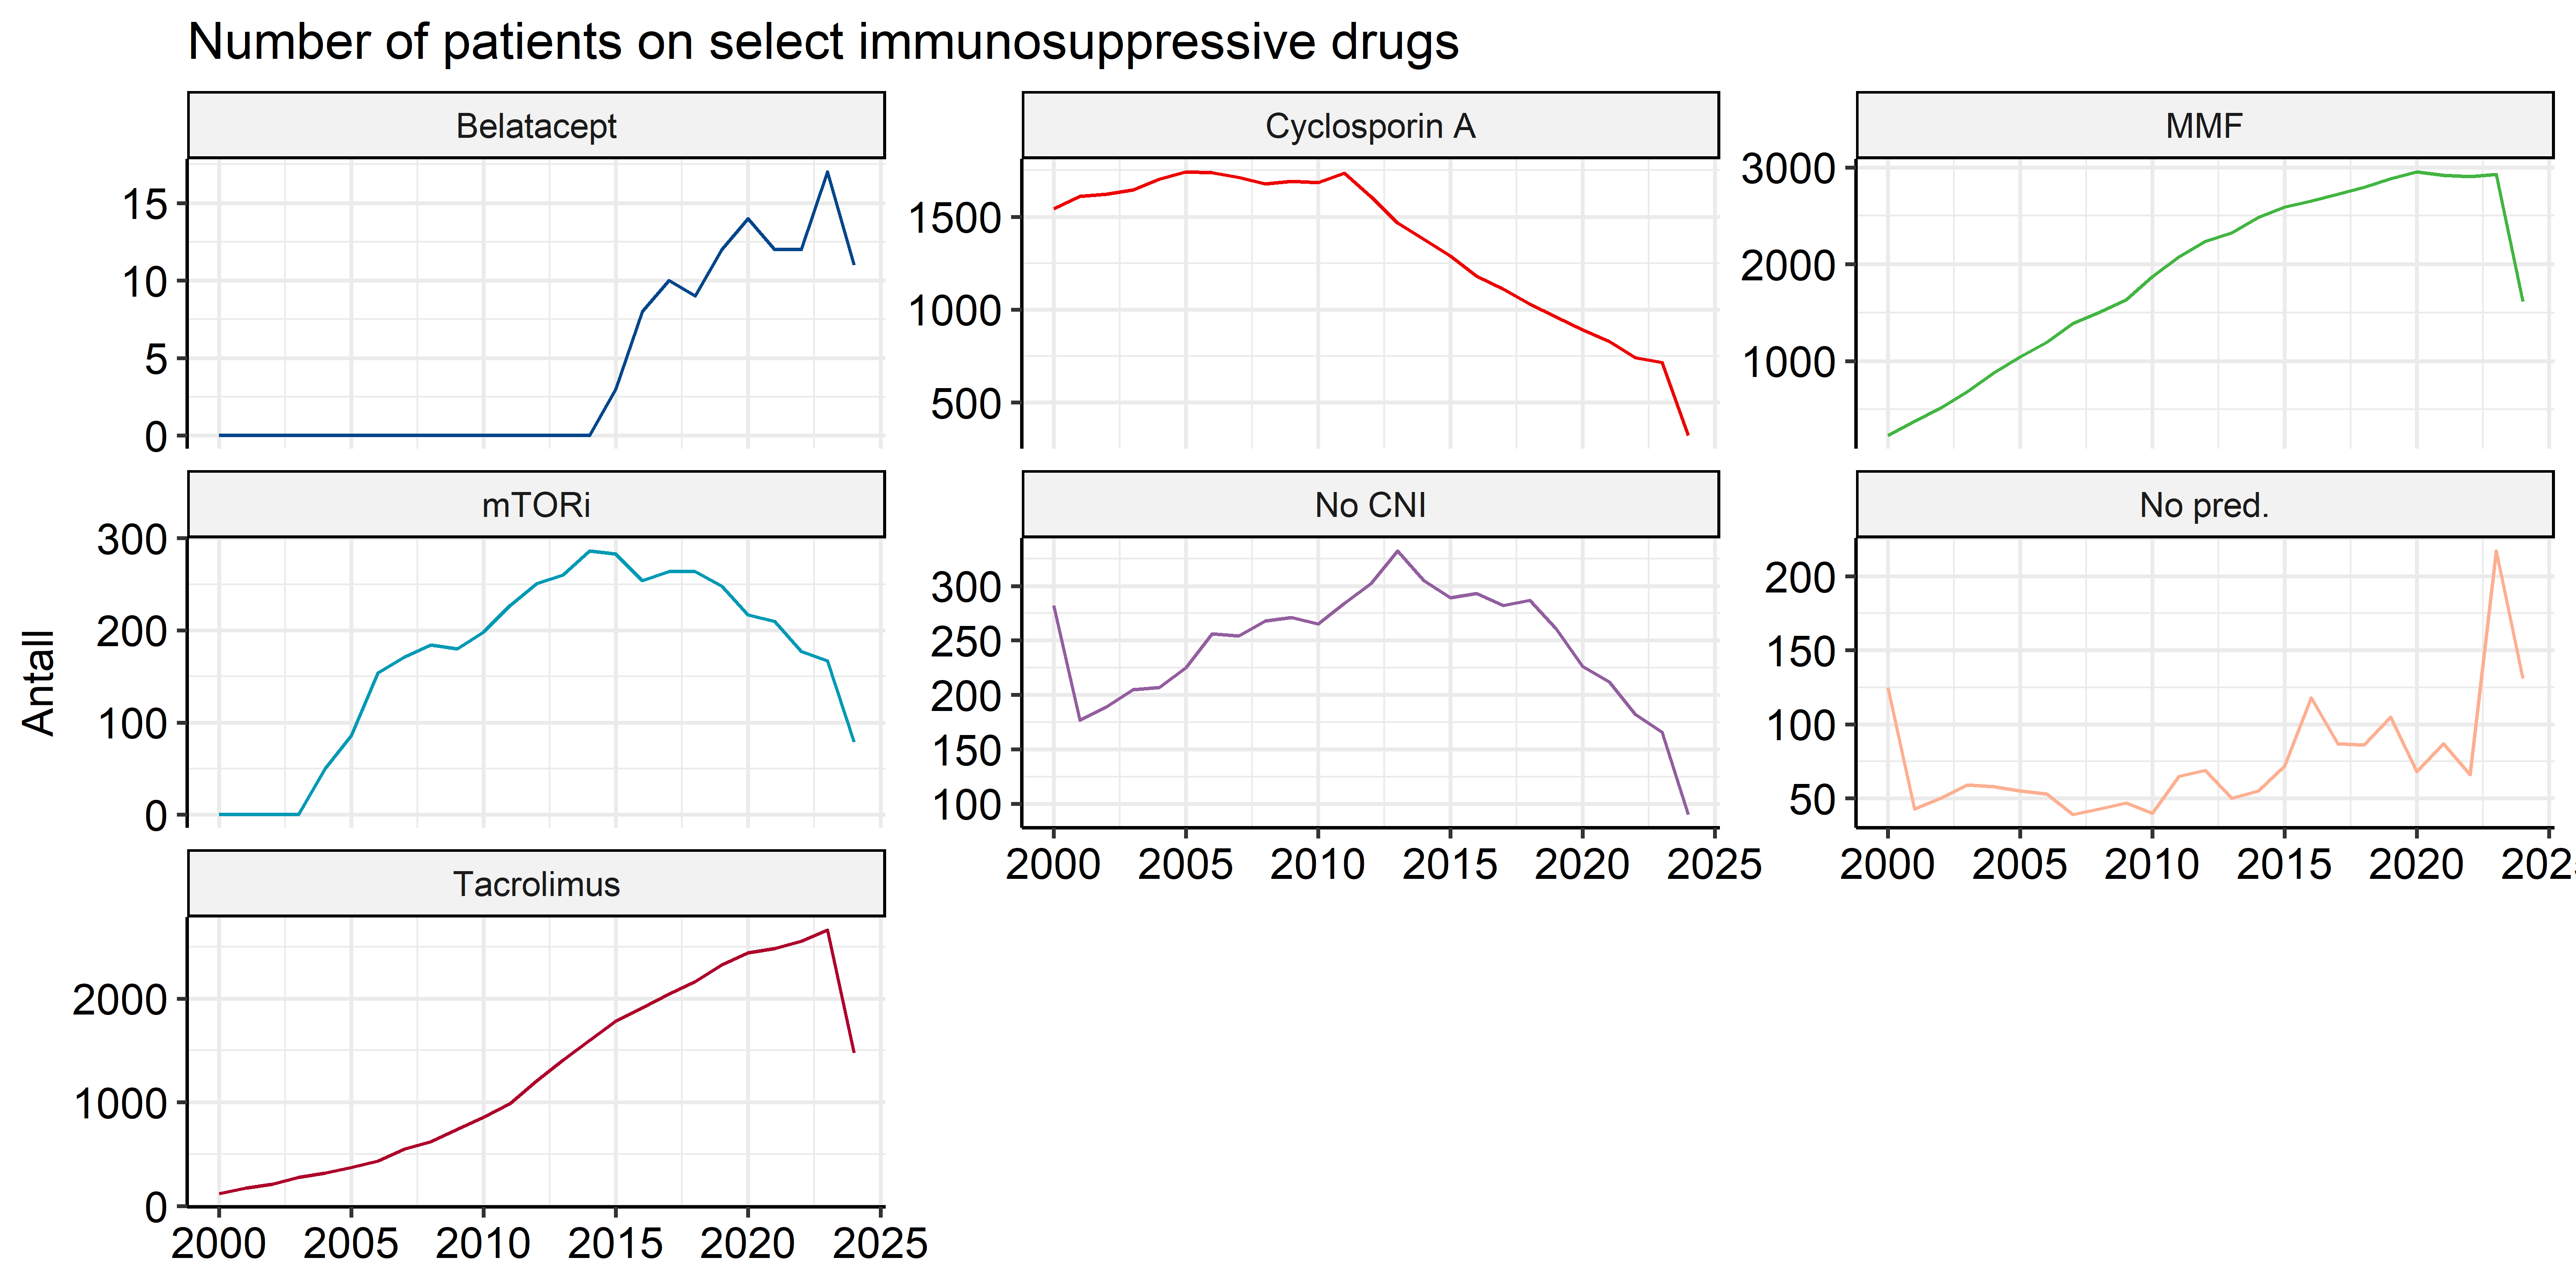 Number of patients on select immunosuppressive drugs
Belatacept
Cyclosporin A
MMF
15
10
5
0
1500
1000
500
3000
2000
1000
mTORi
No CNI
No pred.
300
200
100
0
300
250
200
150
100
200
150
100
50
Antall
2000 2005 2010 2015 2020 2025
2000 2005 2010 2015 2020 202
Tacrolimus
2000
1000
0
2000 2005 2010 2015 2020 2025